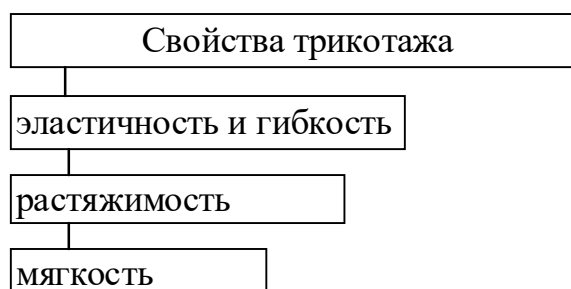 Свойства трикотажа
эластичность и гибкость
растяжимость
мягкость